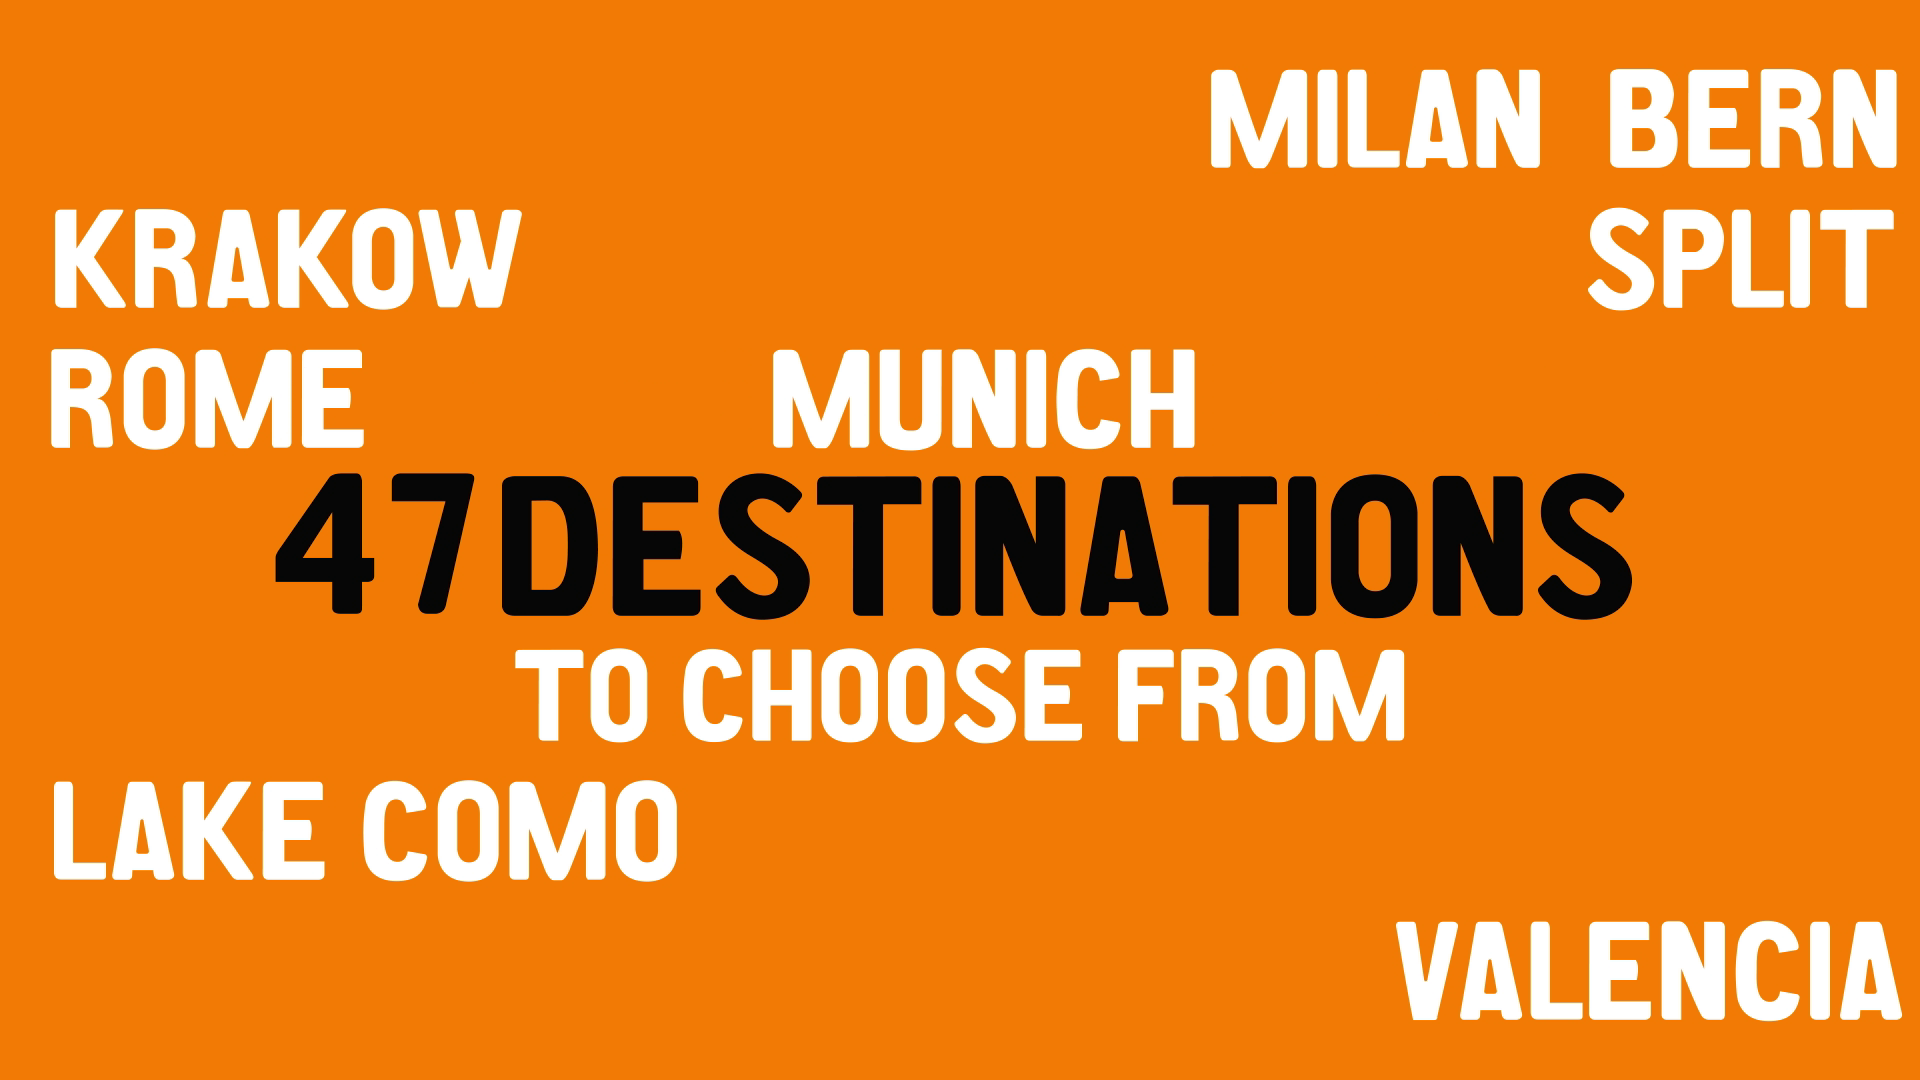 MILAN BERN
KRAKOW SPLIT
ROME MUNICH
47 DESTINATIONS
TO CHOOSE FROM
LAKE COMO
VALENCIA